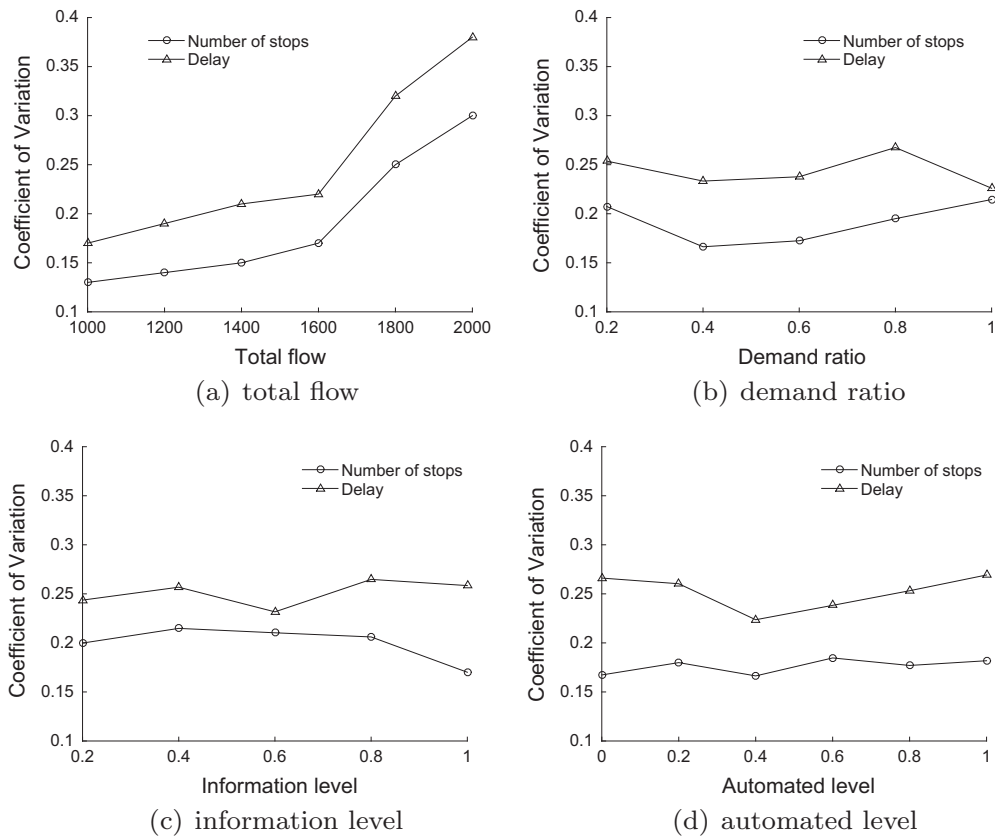 0.4
0.35
0.3
0.25
0.2
0.15
0.1
Coefficient of Variation
Number of stops
Delay
1000 1200 1400 1600 1800 2000
Total flow
(a) total flow
0.4
0.35
0.3
0.25
0.2
0.15
0.1
Coefficient of Variation
Number of stops
Delay
0.2 0.4 0.6 0.8 1
Demand ratio
(b) demand ratio
0.4
0.35
0.3
0.25
0.2
0.15
0.1
Coefficient of Variation
Number of stops
Delay
0.2 0.4 0.6 0.8 1
Information level
(c) information level
0.4
0.35
0.3
0.25
0.2
0.15
0.1
Coefficient of Variation
Number of stops
Delay
0 0.2 0.4 0.6 0.8 1
Automated level
(d) automated level